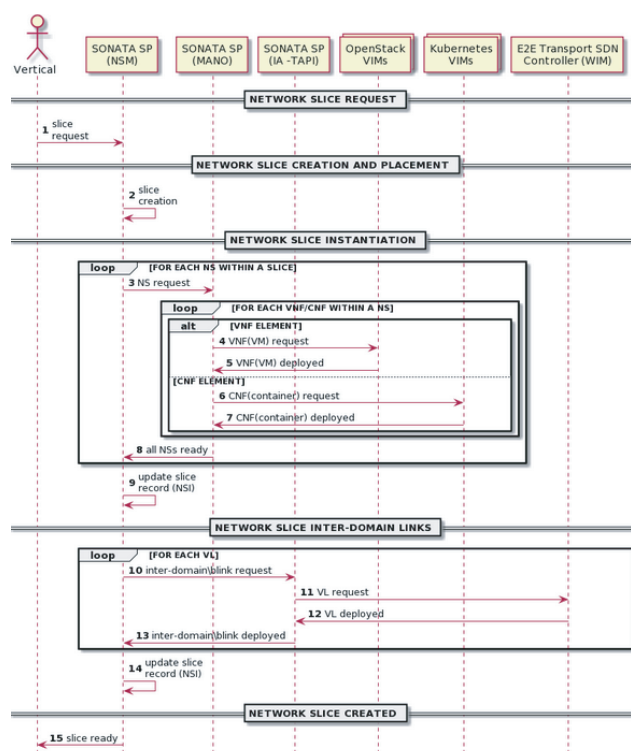 Vertical
SONATA SP
(NSM)
SONATA SP
(MANO)
SONATA SP
(IA -TAPI)
OpenStack
VIMs
Kubernetes
VIMs
E2E Transport SDN
Controller (WIM)
NETWORK SLICE REQUEST
1 slice
request
NETWORK SLICE CREATION AND PLACEMENT
2 slice
creation
NETWORK SLICE INSTANTIATION
loop [FOR EACH NS WITHIN A SLICE]
3 NS request
loop [FOR EACH VNF/CNF WITHIN A NS]
alt [VNF ELEMENT]
4 VNF(VM) request
5 VNF(VM) deployed
[CNF ELEMENT]
6 CNF(container) request
7 CNF(container) deployed
8 all NSs ready
9 update slice
record (NSI)
NETWORK SLICE INTER-DOMAIN LINKS
loop [FOR EACH VL]
10 inter-domain\blink request
11 VL request
12 VL deployed
13 inter-domain\blink deployed
14 update slice
record (NSI)
NETWORK SLICE CREATED
15 slice ready